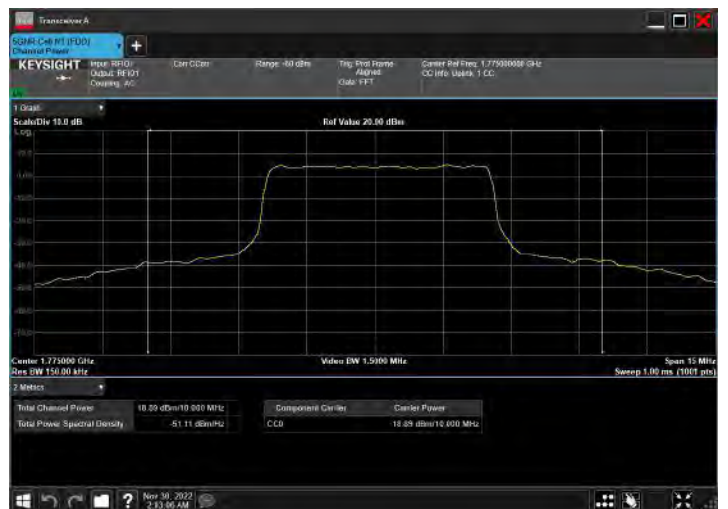 Transceiver A
5GNR Cell N1 (FDD)
Channel Power
KEYSIGHT
Input: RFIO1
Output: RFIO1
Coupling: AC
Corr CCorr
Range: -60 dBm
Trig: Prdt Frame
Aligned
Gate: FFT
Carrier Ref Freq: 1.775000000 GHz
CC Info: Uplink, 1 CC
1 Graph
Scale/Div 10.0 dB
Ref Value 20.00 dBm
Log
Center 1.775000 GHz
Video BW 1.5000 MHz
Span 15 MHz
Res BW 150.00 kHz
Sweep 1.00 ms (1001 pts)
2 Metrics
Total Channel Power
18.89 dBm/10.000 MHz
Total Power Spectral Density
-51.11 dBm/Hz
Component Carrier
Carrier Power
CC0
18.89 dBm/10.000 MHz
Nov 30, 2022
2:03:06 AM